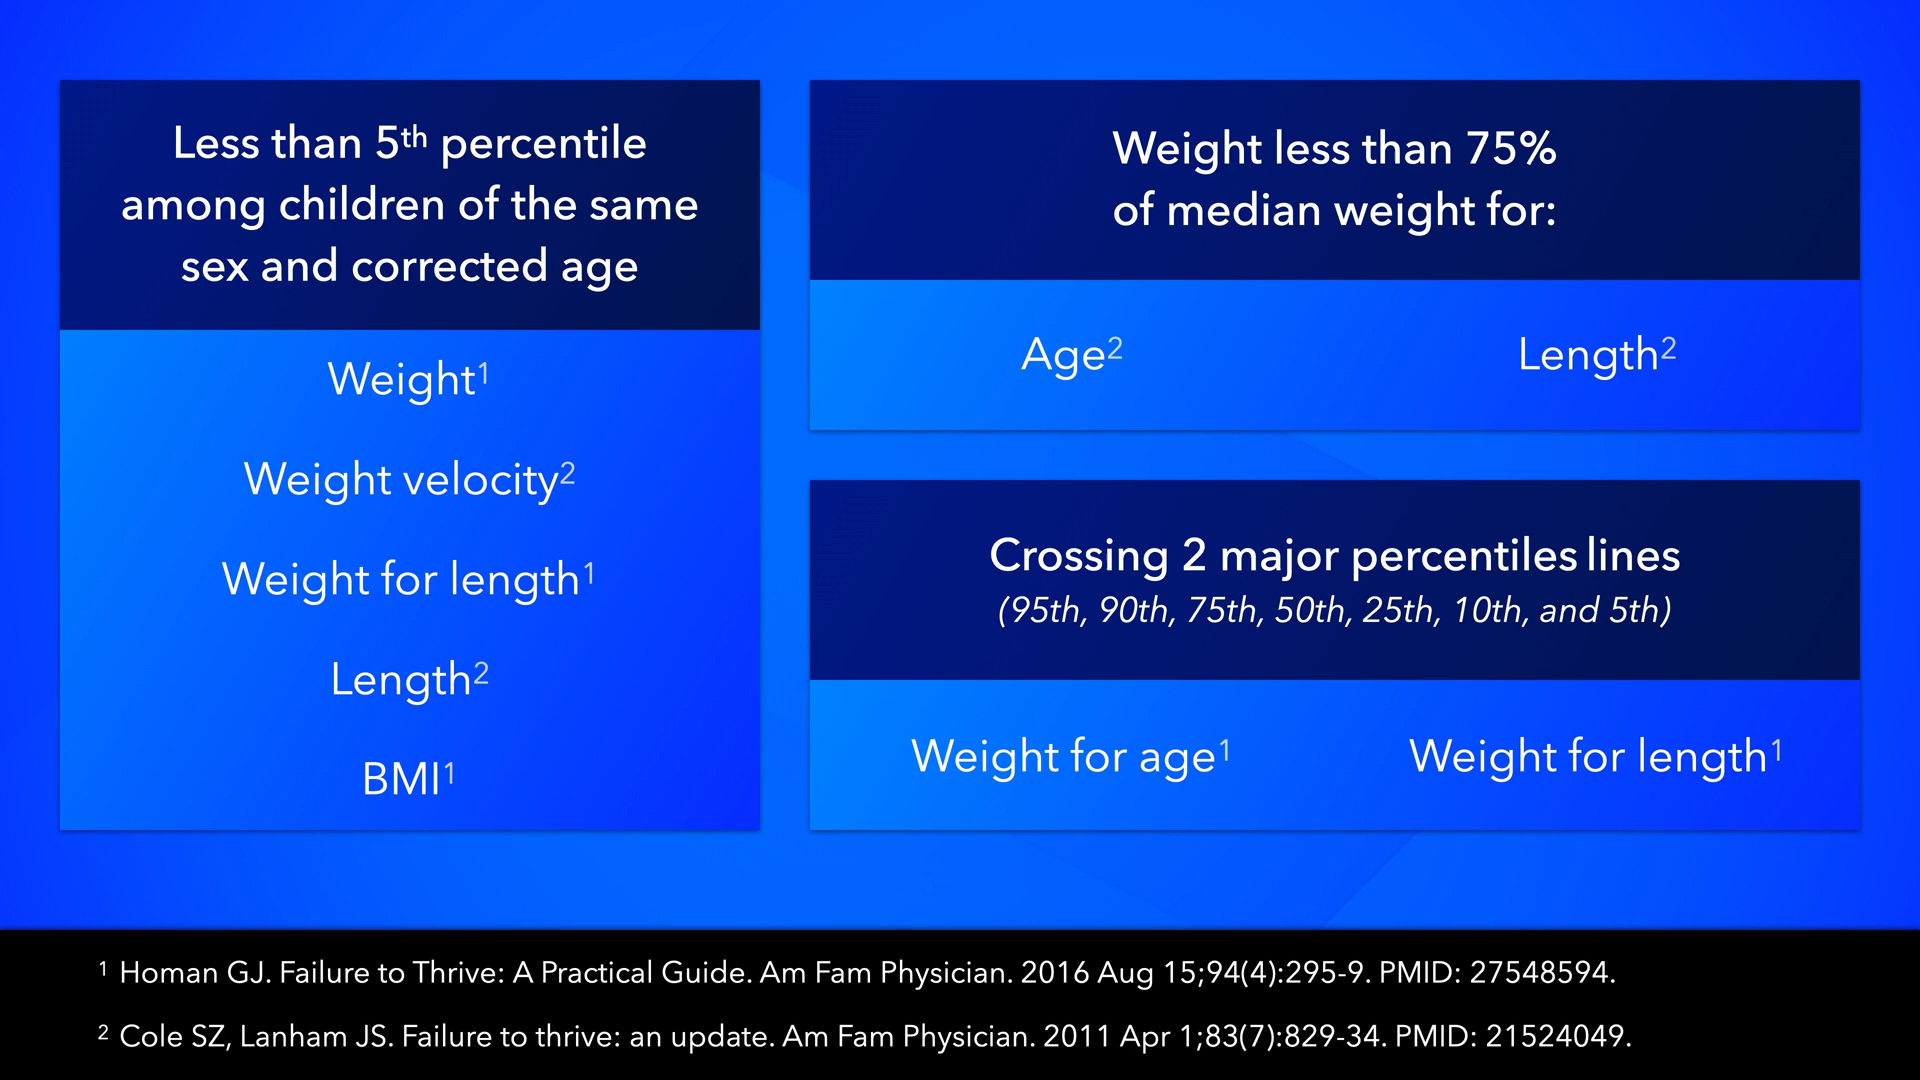 Less than 5th percentile
among children of the same
sex and corrected age
Weight1
Weight velocity2
Weight for length1
Length2
BMI1
Weight less than 75%
of median weight for:
Age2 Length2
Crossing 2 major percentiles lines
(95th, 90th, 75th, 50th, 25th, 10th, and 5th)
Weight for age1 Weight for length1
1 Homan GJ. Failure to Thrive: A Practical Guide. Am Fam Physician. 2016 Aug 15;94(4):295-9. PMID: 27548594.
2 Cole SZ, Lanham JS. Failure to thrive: an update. Am Fam Physician. 2011 Apr 1;83(7):829-34. PMID: 21524049.